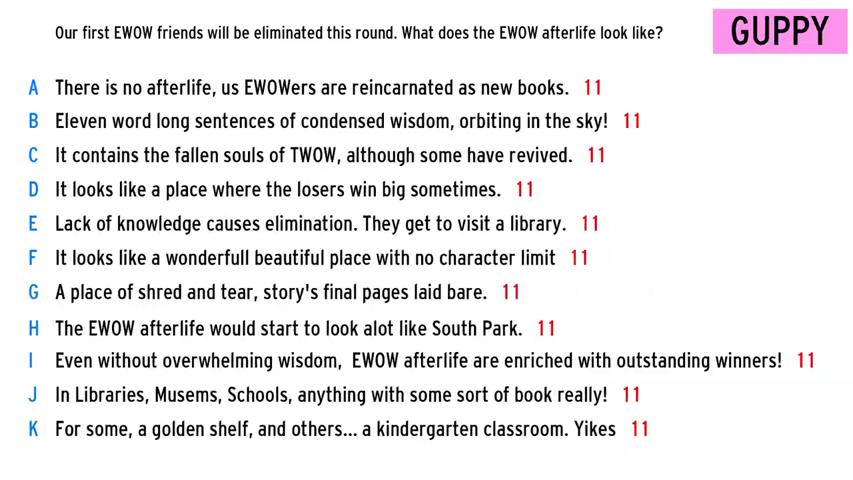 Our first EWOW friends will be eliminated this round. What does the EWOW afterlife look like?
GUPPY
A There is no afterlife, us EWOWers are reincarnated as new books. 11
B Eleven word long sentences of condensed wisdom, orbiting in the sky! 11
C It contains the fallen souls of TWOW, although some have revived. 11
D It looks like a place where the losers win big sometimes. 11
E Lack of knowledge causes elimination. They get to visit a library. 11
F It looks like a wonderfull beautiful place with no character limit 11
G A place of shred and tear, story's final pages laid bare. 11
H The EWOW afterlife would start to look alot like South Park. 11
I Even without overwhelming wisdom, EWOW afterlife are enriched with outstanding winners! 11
J In Libraries, Musems, Schools, anything with some sort of book really! 11
K For some, a golden shelf, and others... a kindergarten classroom. Yikes 11